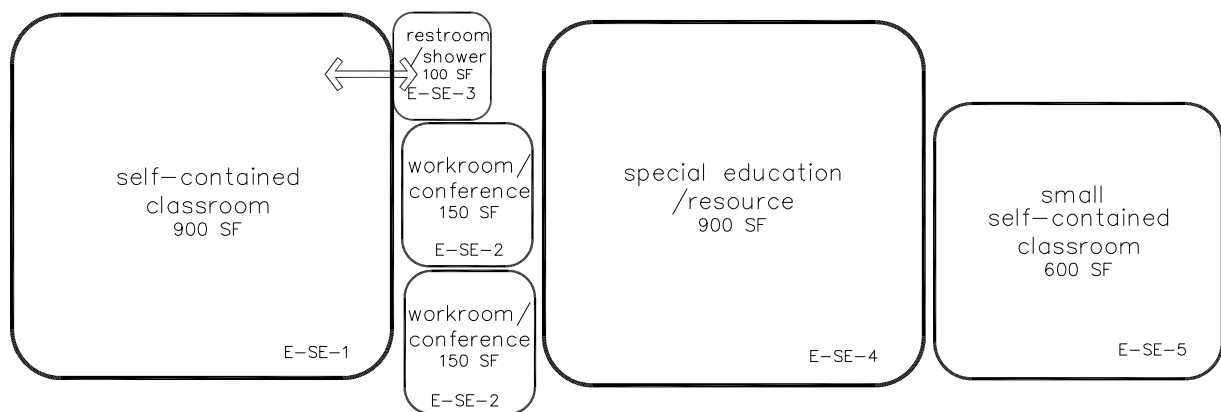 self-contained
classroom
900 SF
E-SE-1
restroom
/shower
100 SF
E-SE-3
workroom/
conference
150 SF
E-SE-2
workroom/
conference
150 SF
E-SE-2
special education
/resource
900 SF
E-SE-4
small
self-contained
classroom
600 SF
E-SE-5